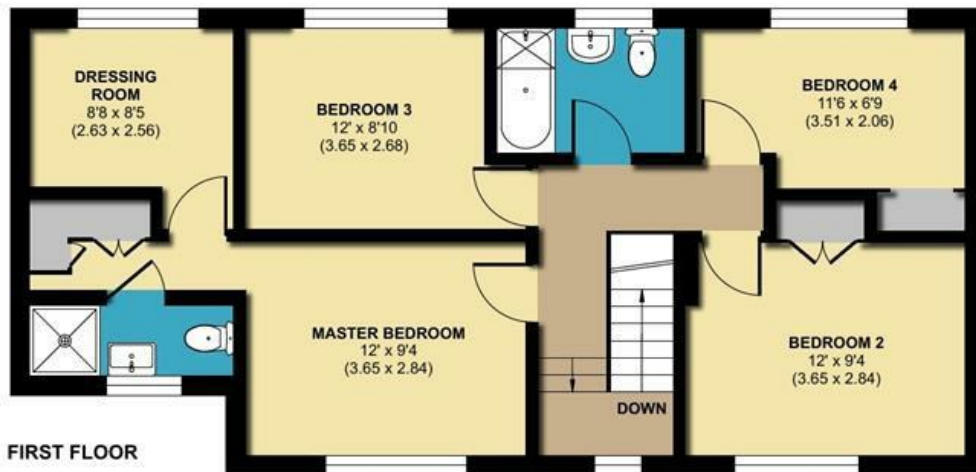 DRESSING
ROOM
8'8 x 8'5
(2.63 x 2.56)
BEDROOM 3
12' x 8'10
(3.65 x 2.68)
BEDROOM 4
11'6 x 6'9
(3.51 x 2.06)
MASTER BEDROOM
12' x 9'4
(3.65 x 2.84)
BEDROOM 2
12' x 9'4
(3.65 x 2.84)
DOWN
FIRST FLOOR